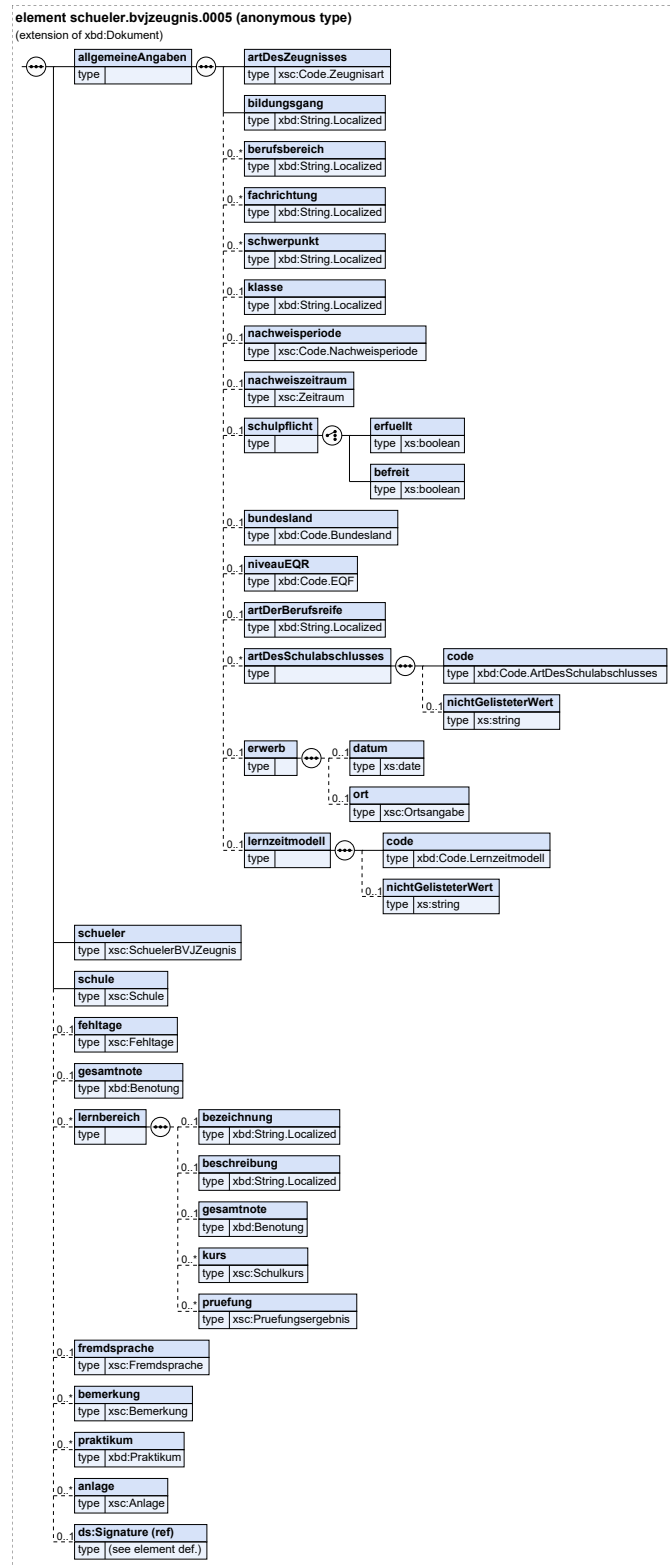 element schueler.bvjzeugnis.0005 (anonymous type)
(extension of xbd:Dokument)
allgemeineAngaben
type
artDesZeugnisses
type xsc:Code.Zeugnisart
bildungsgang
type xbd:String.Localized
0..* berufsbereich
type xbd:String.Localized
0..* fachrichtung
type xbd:String.Localized
0..* schwerpunkt
type xbd:String.Localized
0..1 klasse
type xbd:String.Localized
0..1 nachweisperiode
type xsc:Code.Nachweisperiode
0..1 nachweiszeitraum
type xsc:Zeitraum
0..1 schulpflicht
type
erfuellt
type xs:boolean
befreit
type xs:boolean
0..1 bundesland
type xbd:Code.Bundesland
0..1 niveauEQR
type xbd:Code.EQF
0..1 artDerBerufsreife
type xbd:String.Localized
0..* artDesSchulabschlusses
type
code
type xbd:Code.ArtDesSchulabschlusses
0..1 nichtGelisteterWert
type xs:string
0..1 erwerb
type
0..1 datum
type xs:date
0..1 ort
type xsc:Ortsangabe
0..1 lernzeitmodell
type
code
type xbd:Code.Lernzeitmodell
0..1 nichtGelisteterWert
type xs:string
schueler
type xsc:SchuelerBVJZeugnis
schule
type xsc:Schule
0..1 fehltage
type xsc:Fehltage
0..1 gesamtnote
type xbd:Benotung
0..* lernbereich
type
0..1 bezeichnung
type xbd:String.Localized
0..1 beschreibung
type xbd:String.Localized
0..1 gesamtnote
type xbd:Benotung
0..* kurs
type xsc:Schulkurs
0..* pruefung
type xsc:Pruefungsergebnis
0..1 fremdsprache
type xsc:Fremdsprache
0..* bemerkung
type xsc:Bemerkung
0..* praktikum
type xbd:Praktikum
0..* anlage
type xsc:Anlage
0..1 ds:Signature (ref)
type (see element def.)